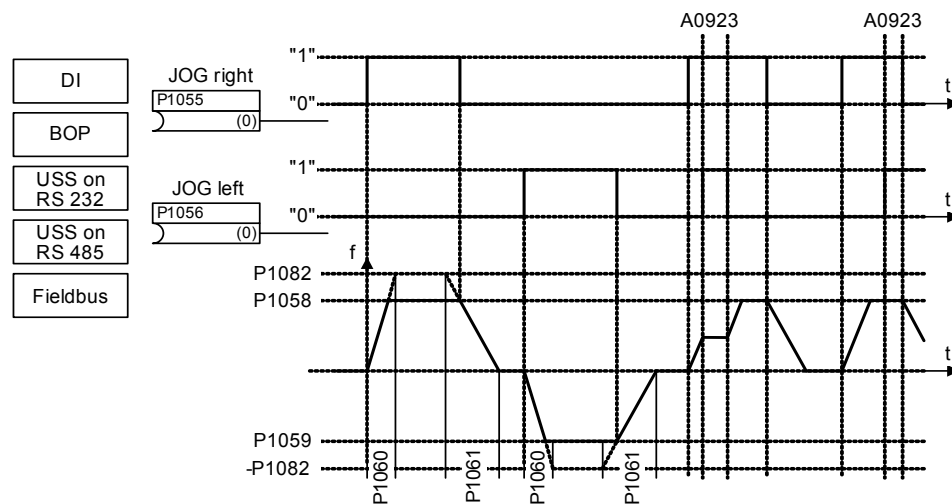 A0923 A0923
"1"
DI
JOG right
P1055
(0)
"0"
t
BOP
"1"
USS on
RS 232
JOG left
P1056
(0)
"0"
t
USS on
RS 485
f
P1082
Fieldbus
P1058
t
P1059
-P1082
P1060
P1061
P1060
P1061